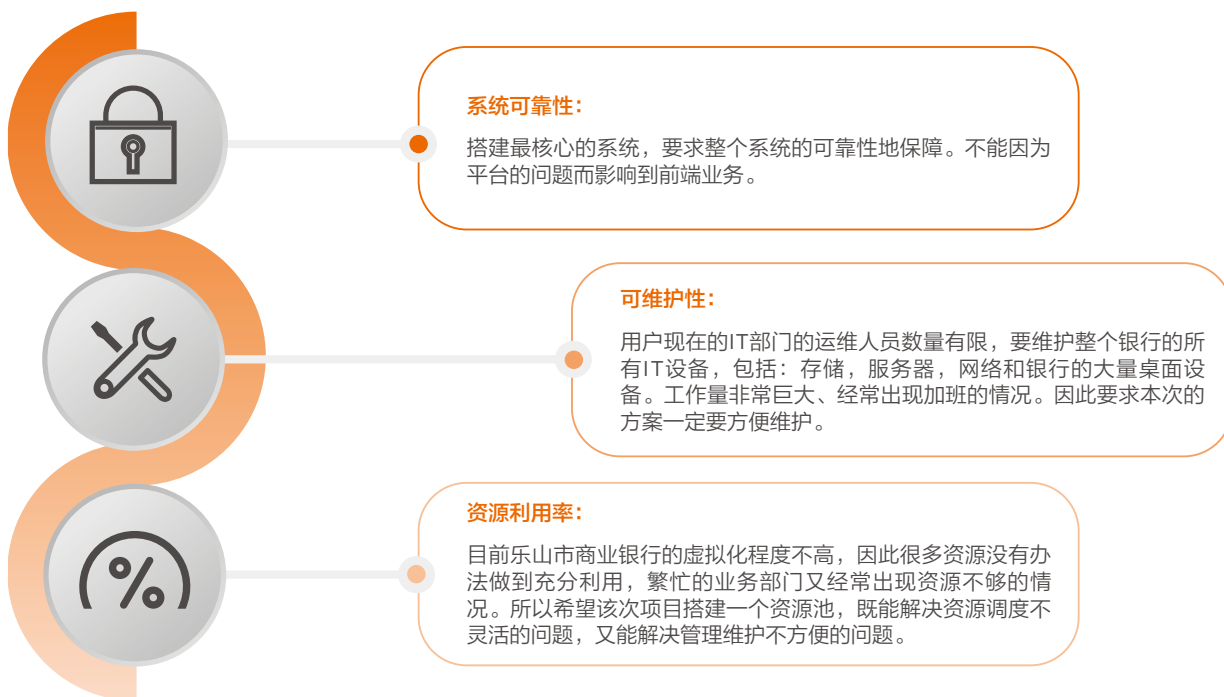 系统可靠性：
搭建最核心的系统，要求整个系统的可靠性地保障。不能因为
平台的问题而影响到前端业务。
可维护性：
用户现在的IT部门的运维人员数量有限，要维护整个银行的所
有IT设备，包括：存储，服务器，网络和银行的大量桌面设
备。工作量非常巨大、经常出现加班的情况。因此要求本次的
方案一定要方便维护。
资源利用率：
目前乐山市商业银行的虚拟化程度不高，因此很多资源没有办
法做到充分利用，繁忙的业务部门又经常出现资源不够的情
况。所以希望该次项目搭建一个资源池，既能解决资源调度不
灵活的问题，又能解决管理维护不方便的问题。
%